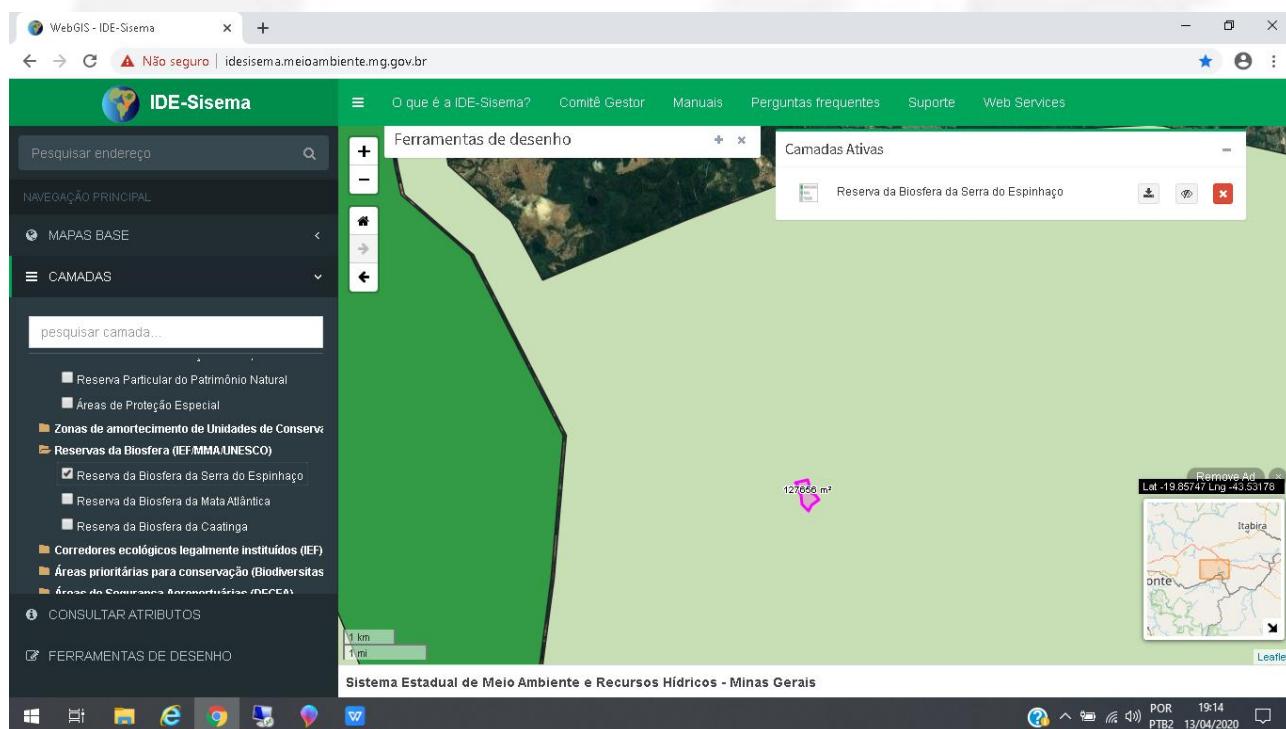 WebGIS - IDE-Sisema
Não seguro | idesisema.meioambiente.mg.gov.br
IDE-Sisema
O que é a IDE-Sisema? Comitê Gestor Manuais Perguntas frequentes Suporte Web Services
Pesquisar endereço
NAVEGAÇÃO PRINCIPAL
MAPAS BASE
CAMADAS
pesquisar camada...
Reserva Particular do Patrimônio Natural
Áreas de Proteção Especial
Zonas de amortecimento de Unidades de Conserva
Reservas da Biosfera (IEF/MMA/UNESCO)
Reserva da Biosfera da Serra do Espinhaço
Reserva da Biosfera da Mata Atlântica
Reserva da Biosfera da Caatinga
Corredores ecológicos legalmente instituídos (IEF)
Áreas prioritárias para conservação (Biodiversitas
Áreas de Segurança Aeroportuárias (DECEA)
CONSULTAR ATRIBUTOS
FERRAMENTAS DE DESENHO
Ferramentas de desenho
Camadas Ativas
Reserva da Biosfera da Serra do Espinhaço
127656 m²
Remove Ad
Lat -19.85747 Lng -43.53178
Itabira
onte
1 km
1 mi
Leafle
Sistema Estadual de Meio Ambiente e Recursos Hídricos - Minas Gerais
POR 19:14
PTB2 13/04/2020